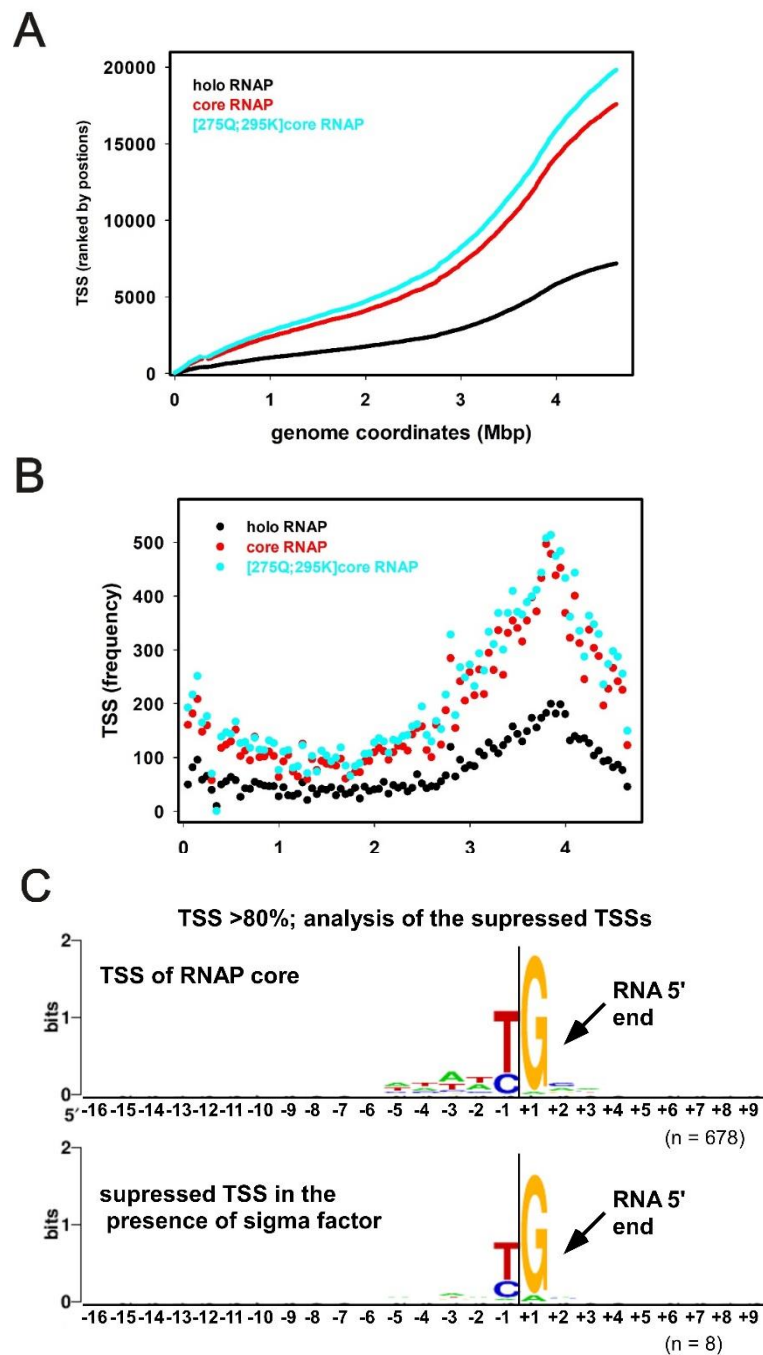 A
20000
15000
10000
5000
0
TSS (ranked by postions)
holo RNAP
core RNAP
[275Q;295K]core RNAP
0 1 2 3 4
genome coordinates (Mbp)
B
500
400
300
200
100
0
TSS (frequency)
holo RNAP
core RNAP
[275Q;295K]core RNAP
0 1 2 3 4
C
TSS >80%; analysis of the supressed TSSs
2
1
0
bits
TSS of RNAP core
T
C
G
RNA 5'
end
5′
-16 -15 -14 -13 -12 -11 -10 -9 -8 -7 -6 -5 -4 -3 -2 -1 +1 +2 +3 +4 +5 +6 +7 +8 +9
(n = 678)
2
1
0
bits
supressed TSS in the
presence of sigma factor
T
C
G
A
RNA 5'
end
-16 -15 -14 -13 -12 -11 -10 -9 -8 -7 -6 -5 -4 -3 -2 -1 +1 +2 +3 +4 +5 +6 +7 +8 +9
(n = 8)